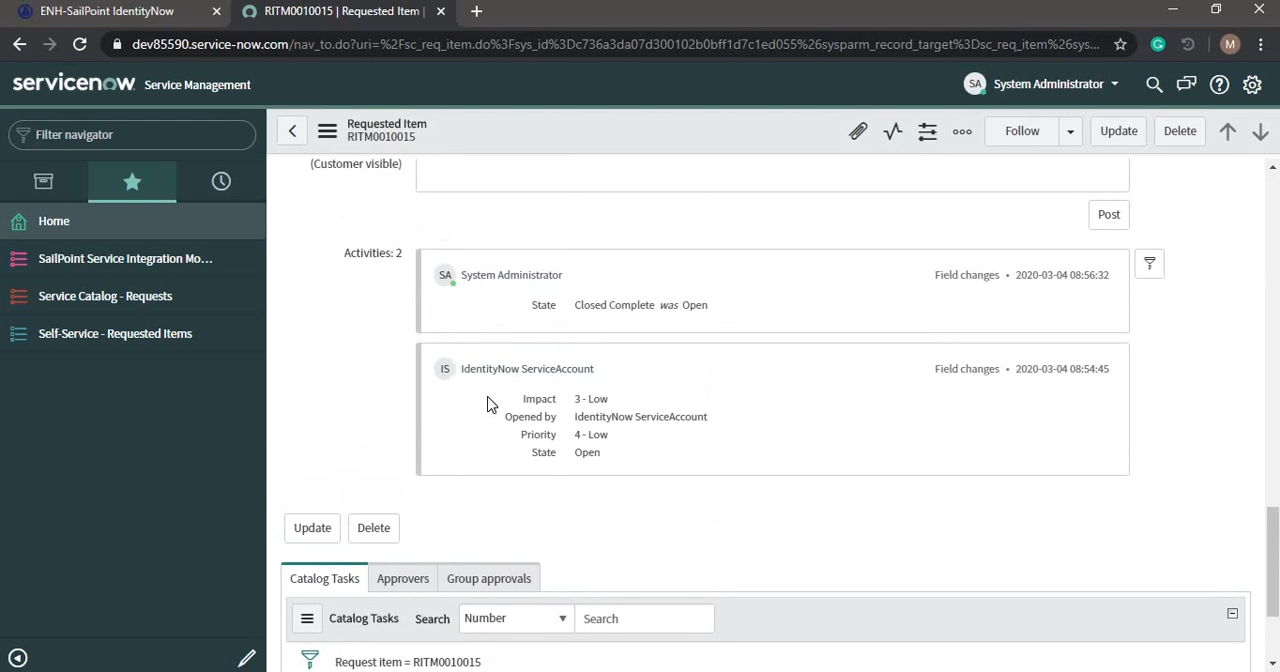 ENH-SailPoint IdentityNow
RITM0010015 | Requested Item |
dev85590.service-now.com/nav_to.do?uri=%2Fsc_req_item.do%3Fsys_id%3Dc736a3da07d300102b0bff1d7c1ed055%26sysparm_record_target%3Dsc_req_item%26sys...
M
servicenow Service Management
SA System Administrator
Filter navigator
Requested Item
RITM0010015
Follow
Update
Delete
Home
SailPoint Service Integration Mo...
Service Catalog - Requests
Self-Service - Requested Items
(Customer visible)
Post
Activities: 2
SA System Administrator
Field changes • 2020-03-04 08:56:32
State Closed Complete was Open
IS IdentityNow ServiceAccount
Field changes • 2020-03-04 08:54:45
Impact 3 - Low
Opened by IdentityNow ServiceAccount
Priority 4 - Low
State Open
Update
Delete
Catalog Tasks
Approvers
Group approvals
Catalog Tasks Search Number Search
Request item = RITM0010015